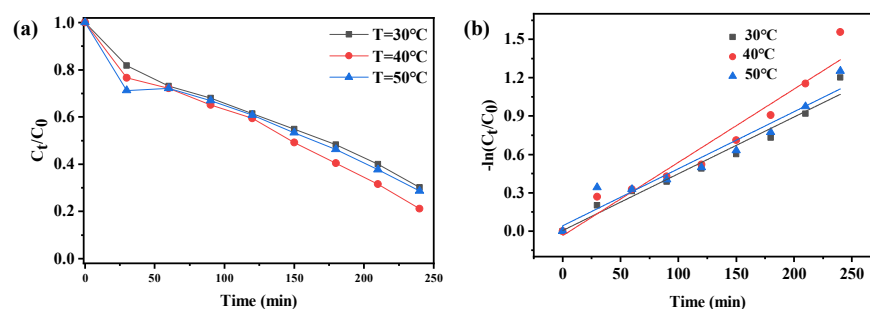 (a)
T=30℃
T=40℃
T=50℃
1.0
0.8
0.6
0.4
0.2
0.0
Ct/C0
0 50 100 150 200 250
Time (min)
(b)
30℃
40℃
50℃
1.5
1.2
0.9
0.6
0.3
0.0
-ln(Ct/C0)
0 50 100 150 200 250
Time (min)